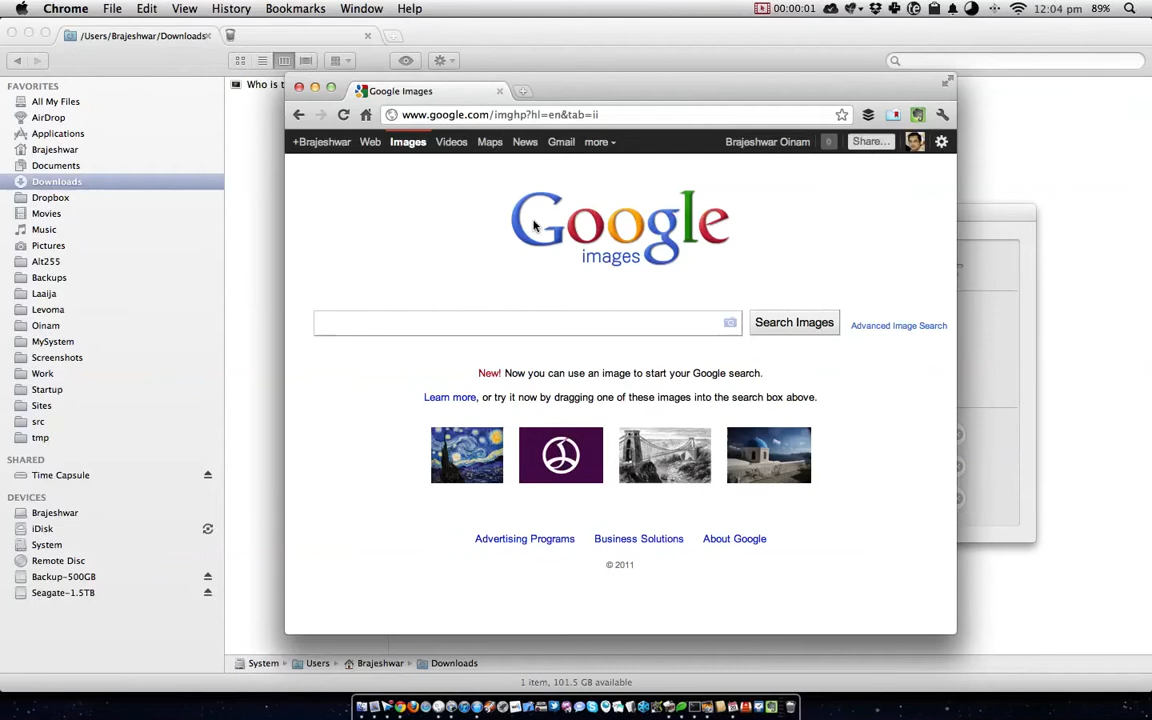 Chrome File Edit View History Bookmarks Window Help 00:00:01 12:04 pm 89%
/Users/Brajeshwar/Downloads
FAVORITES
All My Files
AirDrop
Applications
Brajeshwar
Documents
Downloads
Dropbox
Movies
Music
Pictures
Alt255
Backups
Laaija
Levoma
Oinam
MySystem
Screenshots
Work
Startup
Sites
src
tmp
SHARED
Time Capsule
DEVICES
Brajeshwar
iDisk
System
Remote Disc
Backup-500GB
Seagate-1.5TB
Who is t
Google Images
www.google.com/imghp?hl=en&tab=ii
+Brajeshwar Web Images Videos Maps News Gmail more Brajeshwar Oinam 0 Share...
Google
images
Search Images Advanced Image Search
New! Now you can use an image to start your Google search.
Learn more, or try it now by dragging one of these images into the search box above.
Advertising Programs Business Solutions About Google
© 2011
System Users Brajeshwar Downloads
1 item, 101.5 GB available